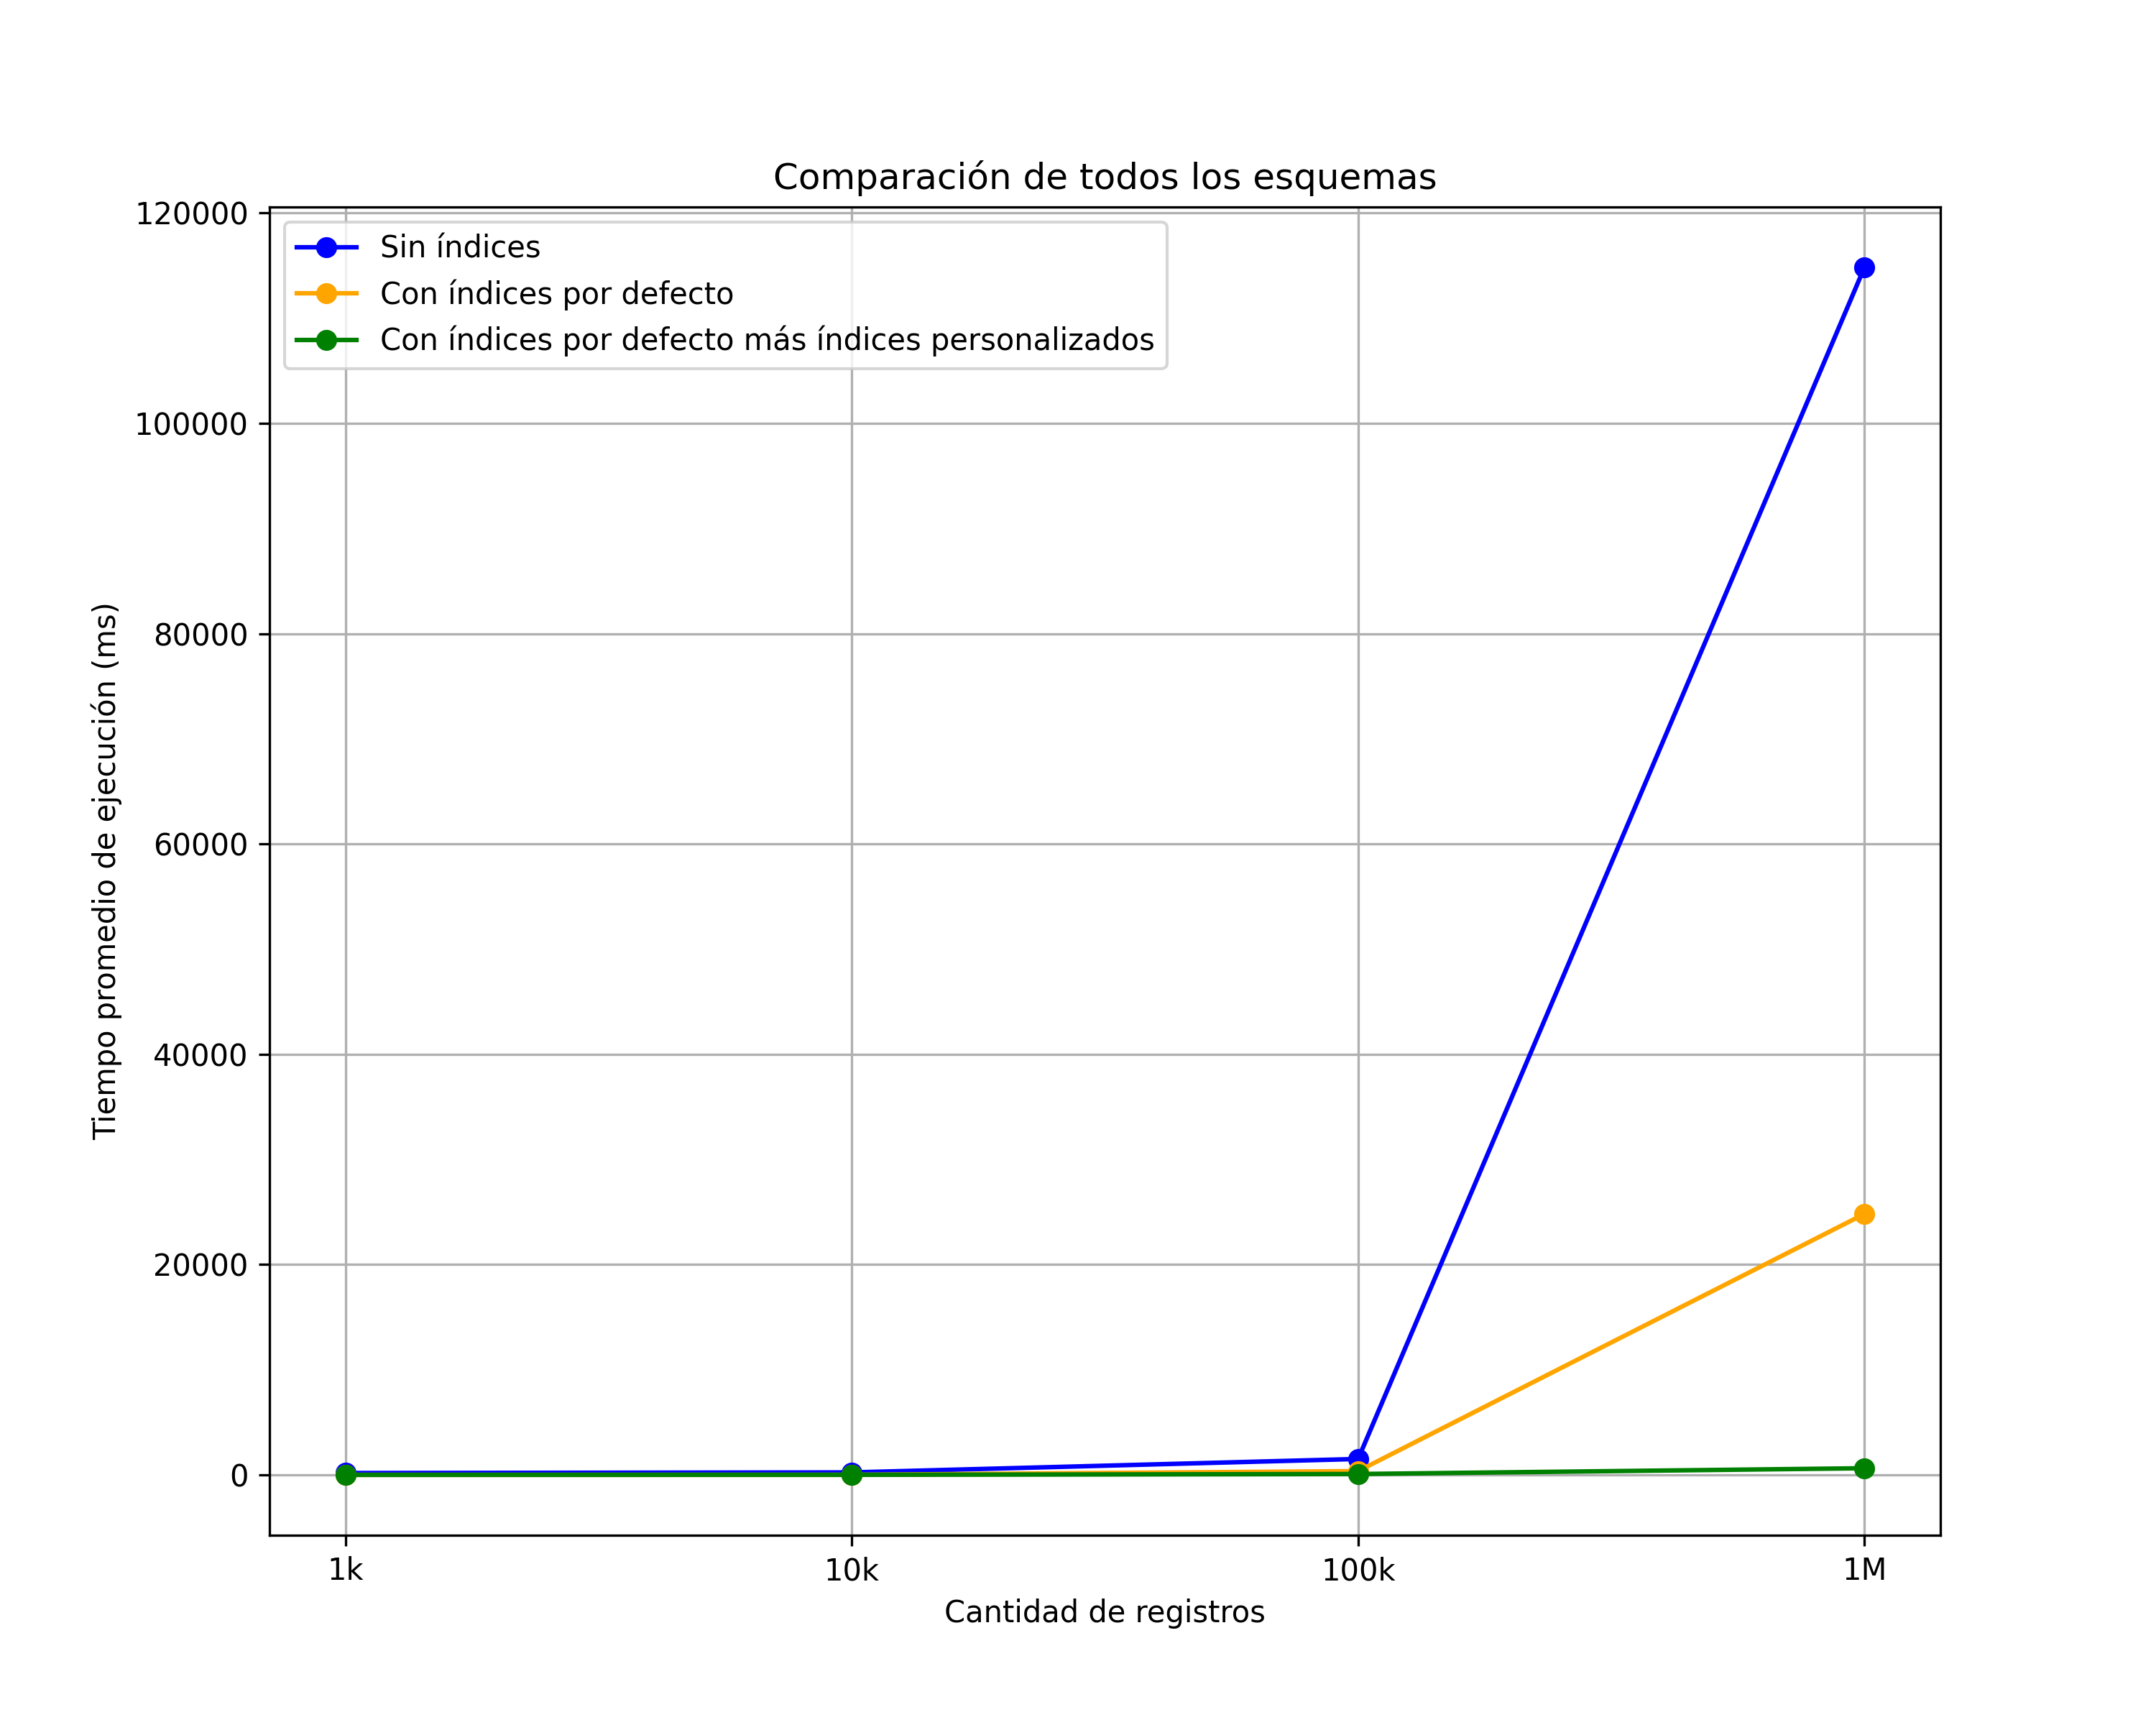 Comparación de todos los esquemas
Sin índices
Con índices por defecto
Con índices por defecto más índices personalizados
120000
100000
80000
60000
40000
20000
0
Tiempo promedio de ejecución (ms)
1k 10k 100k 1M
Cantidad de registros